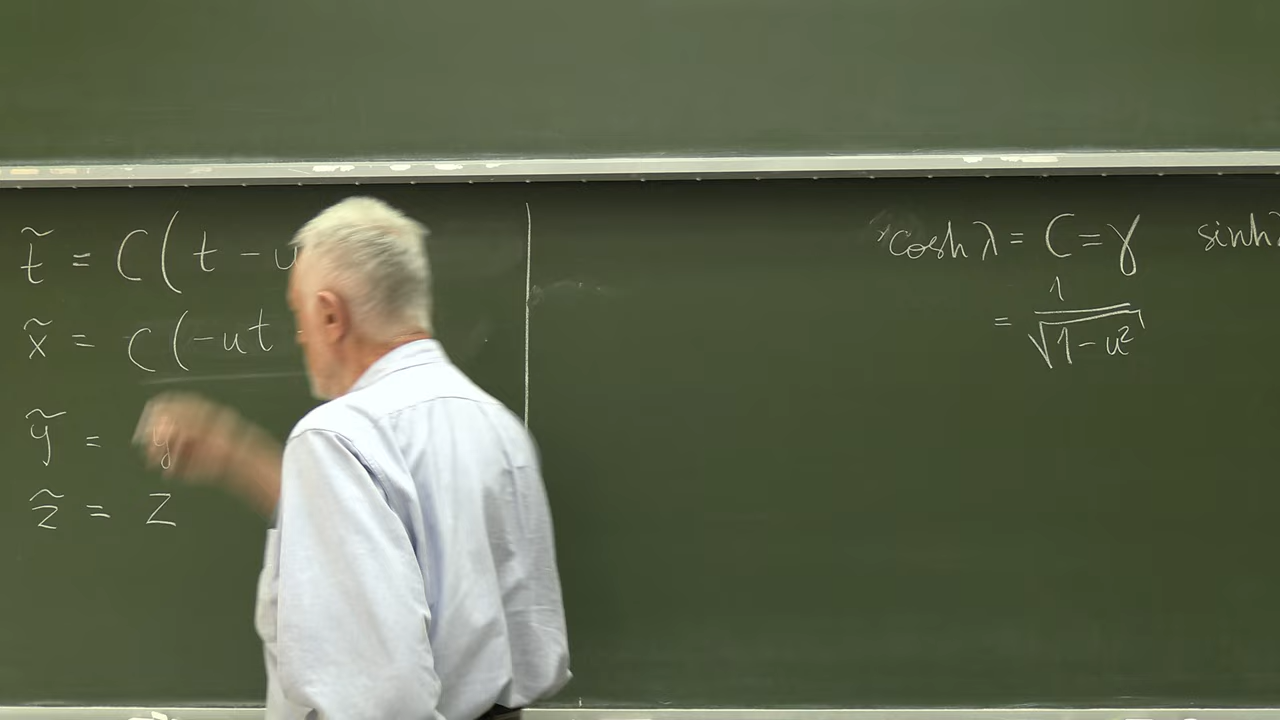 t̃ = C(t - u
x̃ = C(-ut
ỹ = y
z̃ = z
cosh λ = C = γ sinh λ
= 1/√(1-u²)